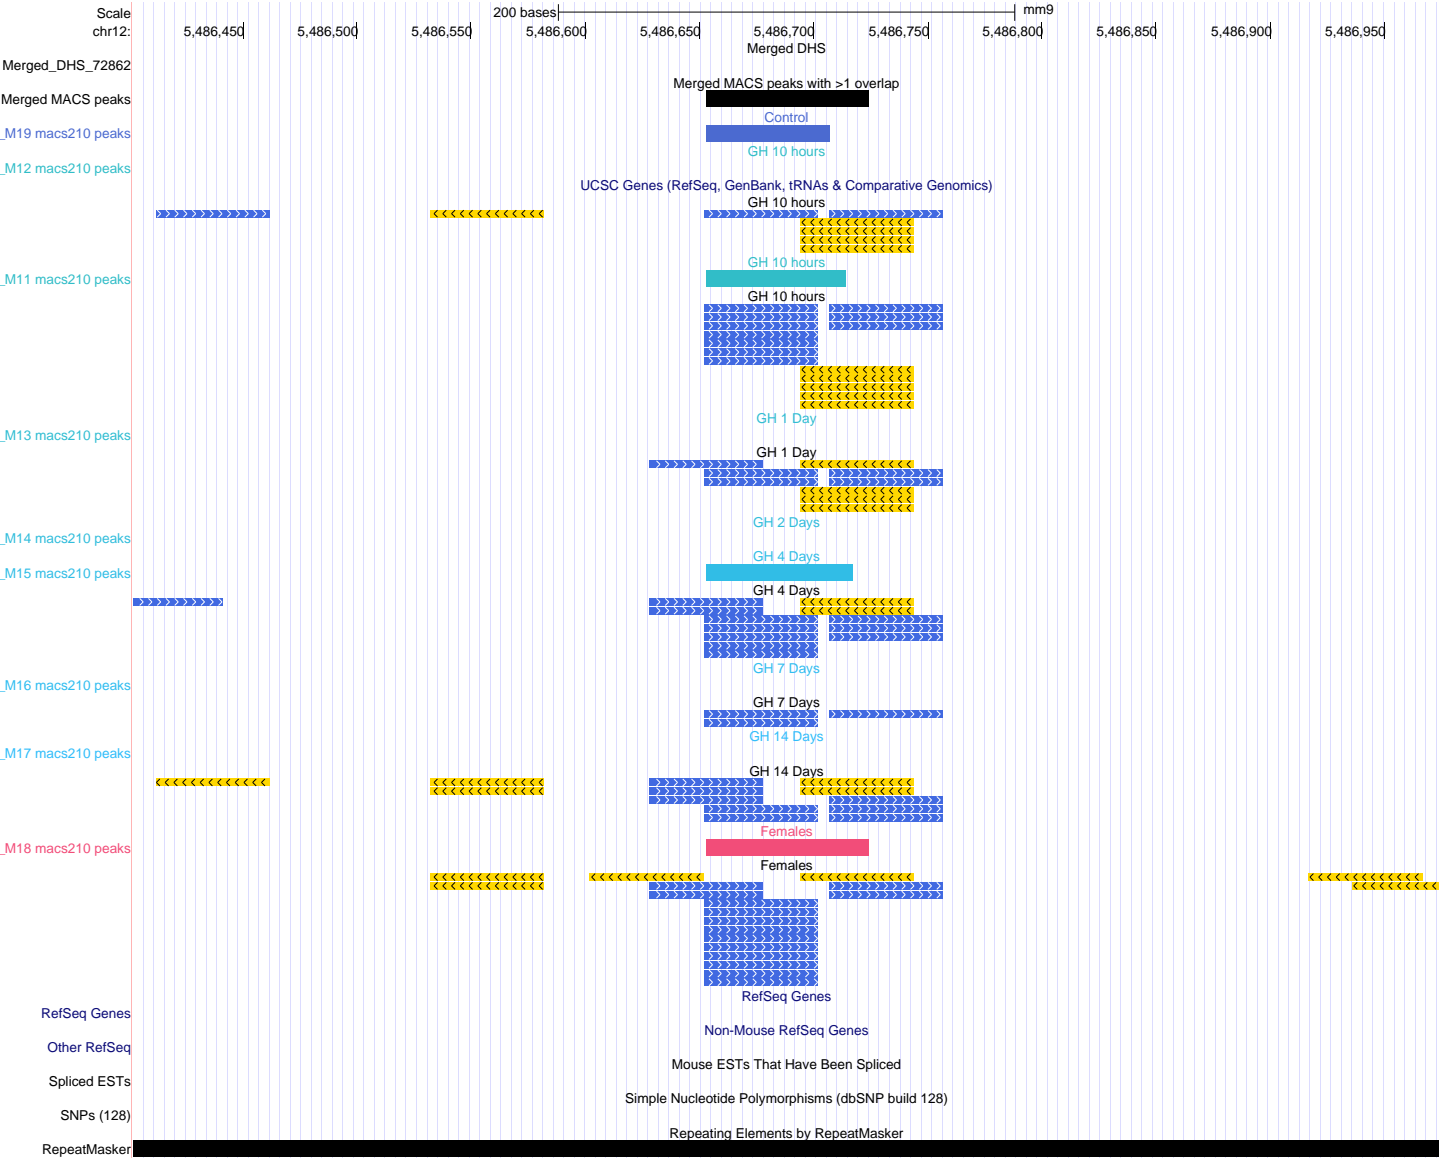 Scale 200 bases mm9
chr12: 5,486,450 5,486,500 5,486,550 5,486,600 5,486,650 5,486,700 5,486,750 5,486,800 5,486,850 5,486,900 5,486,950
Merged DHS
Merged_DHS_72862
Merged MACS peaks with >1 overlap
Merged MACS peaks
Control
_M19 macs210 peaks
GH 10 hours
_M12 macs210 peaks
UCSC Genes (RefSeq, GenBank, tRNAs & Comparative Genomics)
GH 10 hours
GH 10 hours
_M11 macs210 peaks
GH 10 hours
GH 1 Day
_M13 macs210 peaks
GH 1 Day
GH 2 Days
_M14 macs210 peaks
GH 4 Days
_M15 macs210 peaks
GH 4 Days
GH 7 Days
_M16 macs210 peaks
GH 7 Days
GH 14 Days
_M17 macs210 peaks
GH 14 Days
Females
_M18 macs210 peaks
Females
RefSeq Genes
RefSeq Genes
Non-Mouse RefSeq Genes
Other RefSeq
Mouse ESTs That Have Been Spliced
Spliced ESTs
Simple Nucleotide Polymorphisms (dbSNP build 128)
SNPs (128)
Repeating Elements by RepeatMasker
RepeatMasker